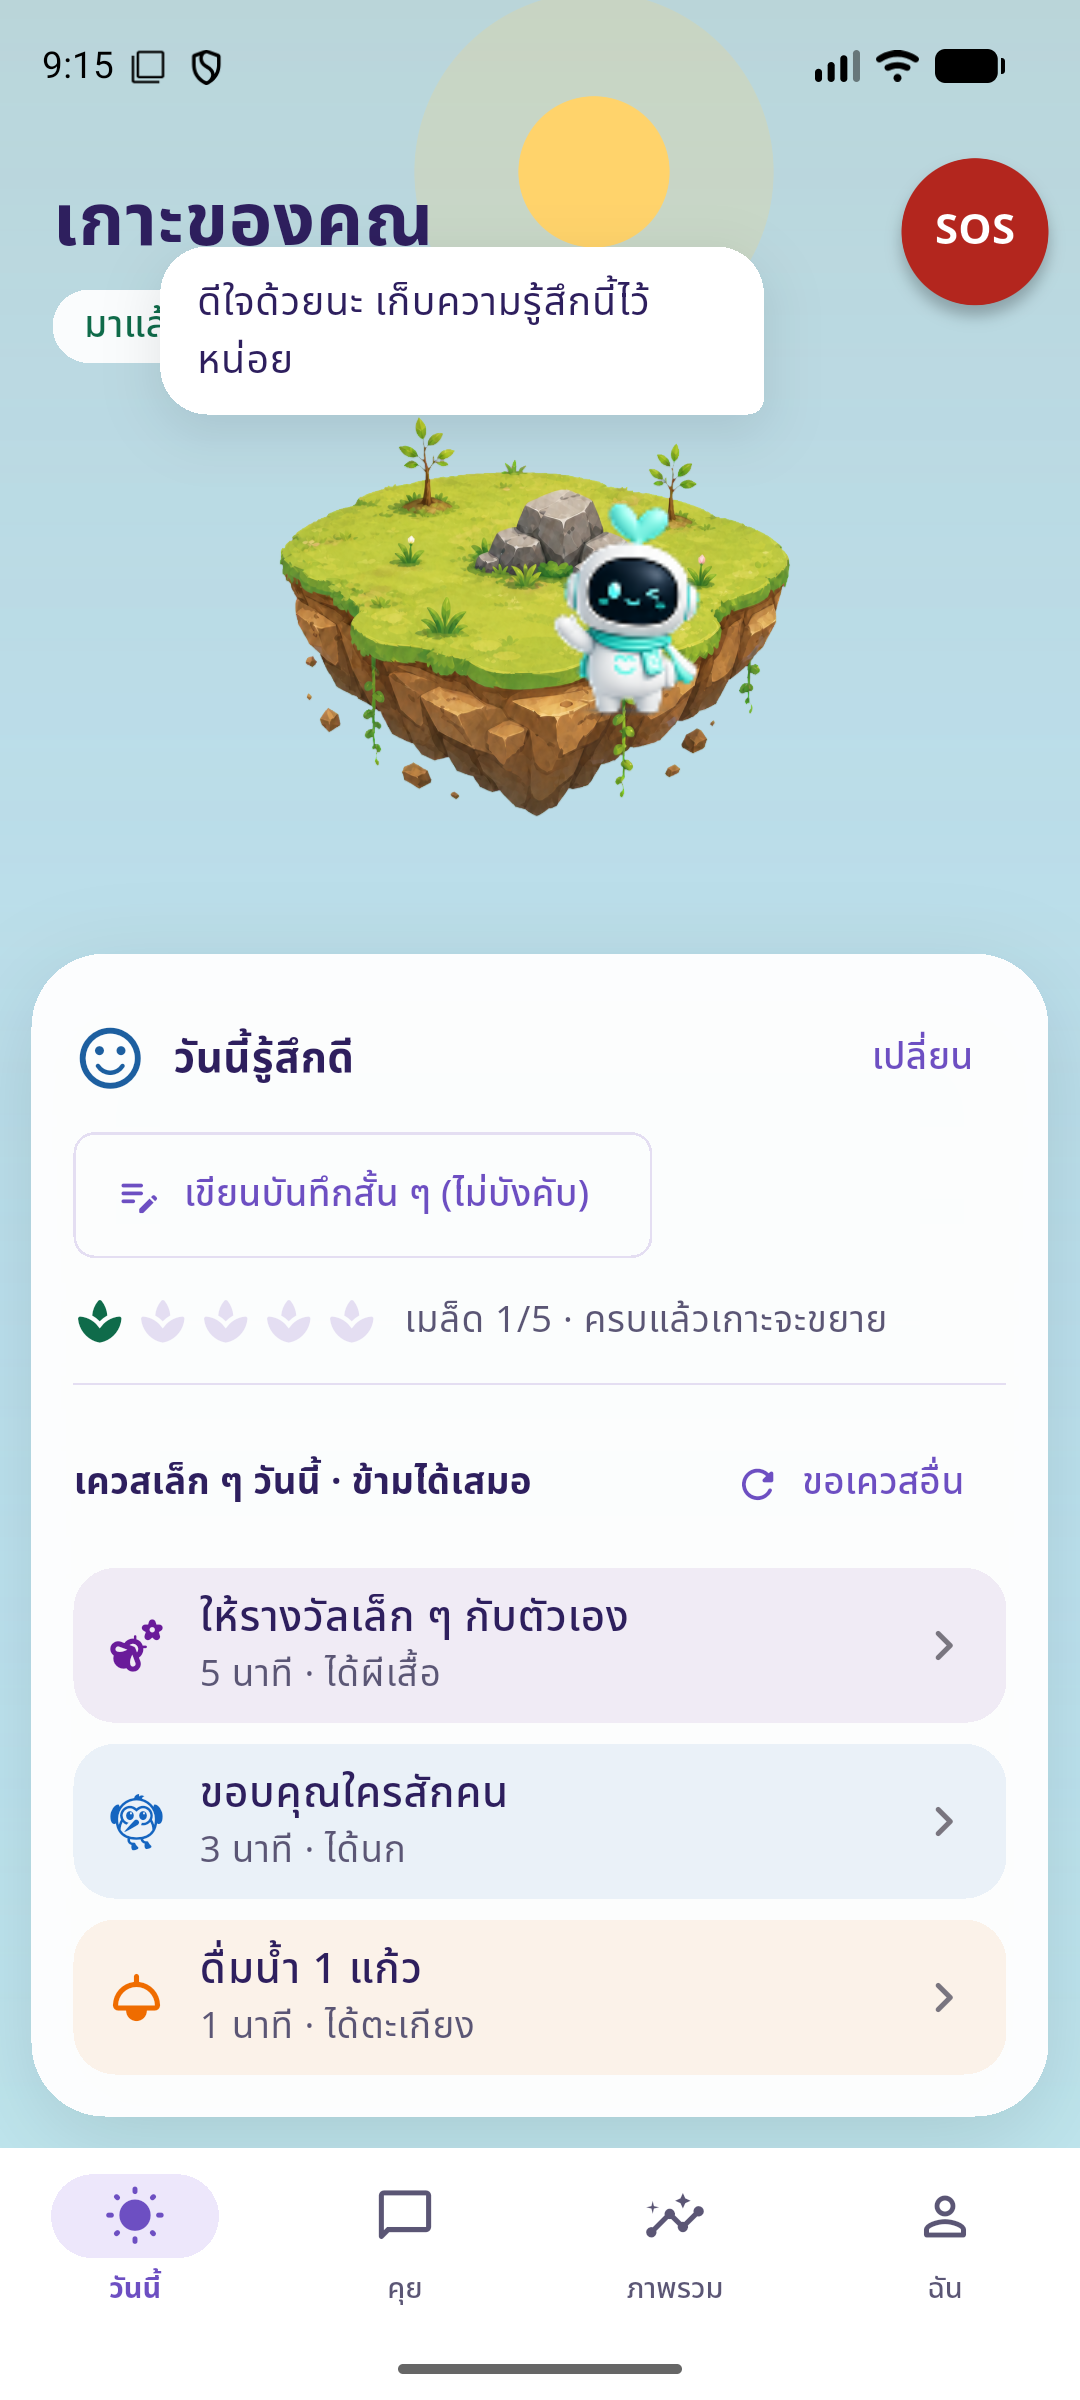 9:15
เกาะของคุณ
SOS
ดีใจด้วยนะ เก็บความรู้สึกนี้ไว้
หน่อย
วันนี้รู้สึกดี
เปลี่ยน
เขียนบันทึกสั้น ๆ (ไม่บังคับ)
เมล็ด 1/5 · ครบแล้วเกาะจะขยาย
เควสเล็ก ๆ วันนี้ · ข้ามได้เสมอ
ขอเควสอื่น
ให้รางวัลเล็ก ๆ กับตัวเอง
5 นาที · ได้ผีเสื้อ
ขอบคุณใครสักคน
3 นาที · ได้นก
ดื่มน้ำ 1 แก้ว
1 นาที · ได้ตะเกียง
วันนี้
คุย
ภาพรวม
ฉัน